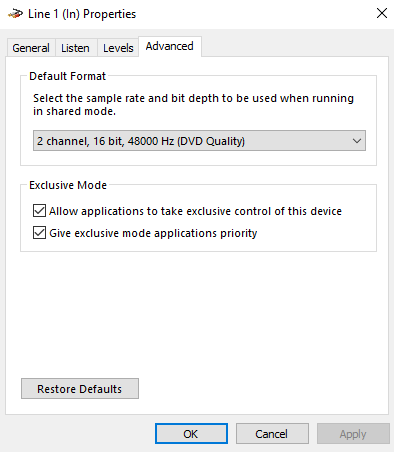 Line 1 (In) Properties
General
Listen
Levels
Advanced
Default Format
Select the sample rate and bit depth to be used when running
in shared mode.
2 channel, 16 bit, 48000 Hz (DVD Quality)
Exclusive Mode
Allow applications to take exclusive control of this device
Give exclusive mode applications priority
Restore Defaults
OK
Cancel
Apply